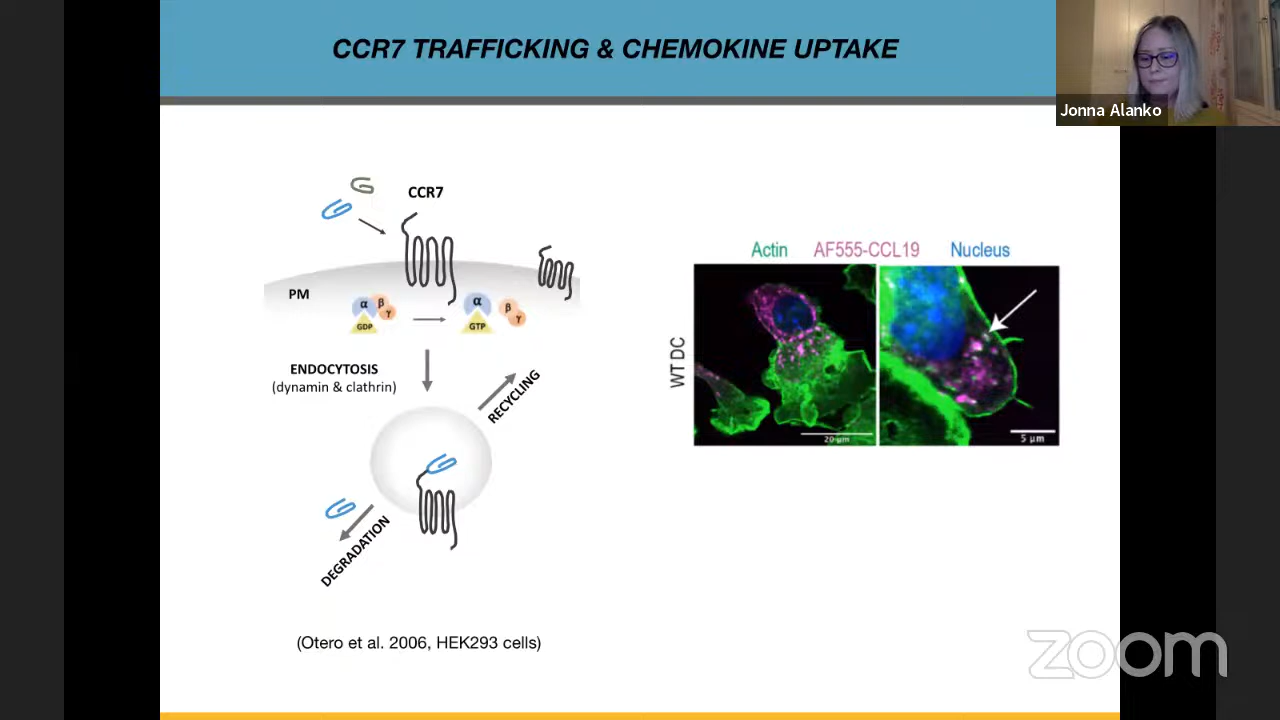 CCR7 TRAFFICKING & CHEMOKINE UPTAKE
Jonna Alanko
CCR7
PM
α β γ
GDP
α β γ
GTP
ENDOCYTOSIS
(dynamin & clathrin)
RECYCLING
DEGRADATION
(Otero et al. 2006, HEK293 cells)
Actin AF555-CCL19 Nucleus
WT DC
20 μm
5 μm
zoom